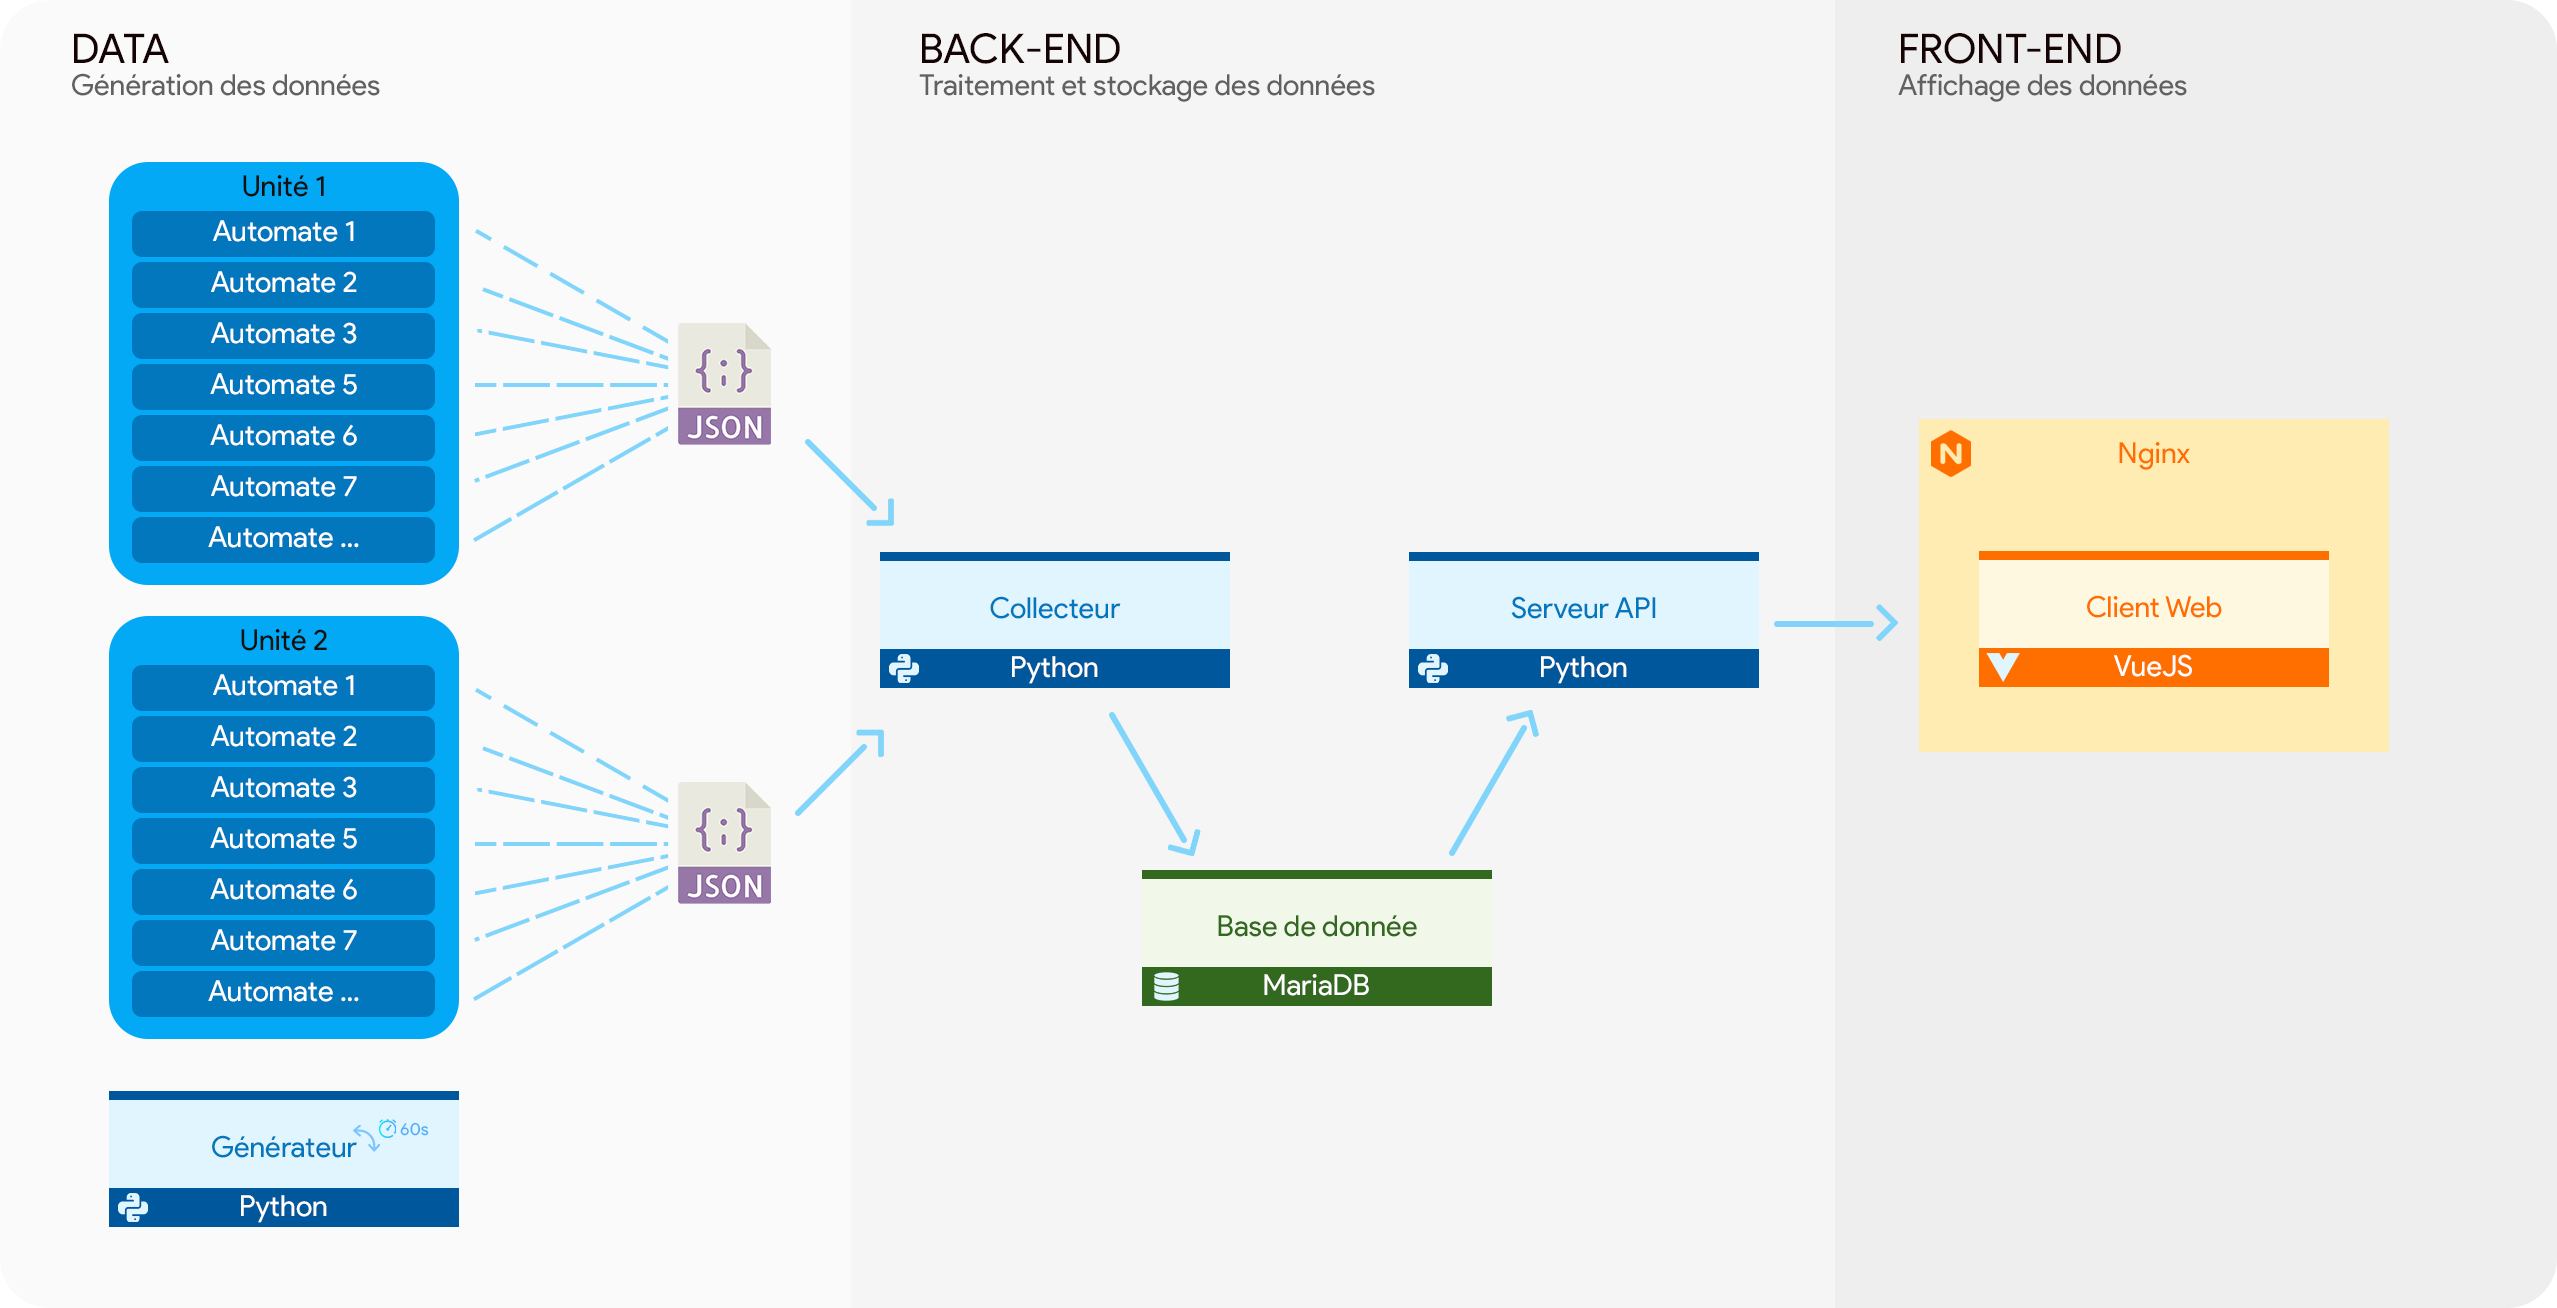 DATA
Génération des données
Unité 1
Automate 1
Automate 2
Automate 3
Automate 5
Automate 6
Automate 7
Automate ...
{;}
JSON
Unité 2
Automate 1
Automate 2
Automate 3
Automate 5
Automate 6
Automate 7
Automate ...
{;}
JSON
Générateur
60s
Python
BACK-END
Traitement et stockage des données
Collecteur
Python
Serveur API
Python
Base de donnée
MariaDB
FRONT-END
Affichage des données
N
Nginx
Client Web
VueJS